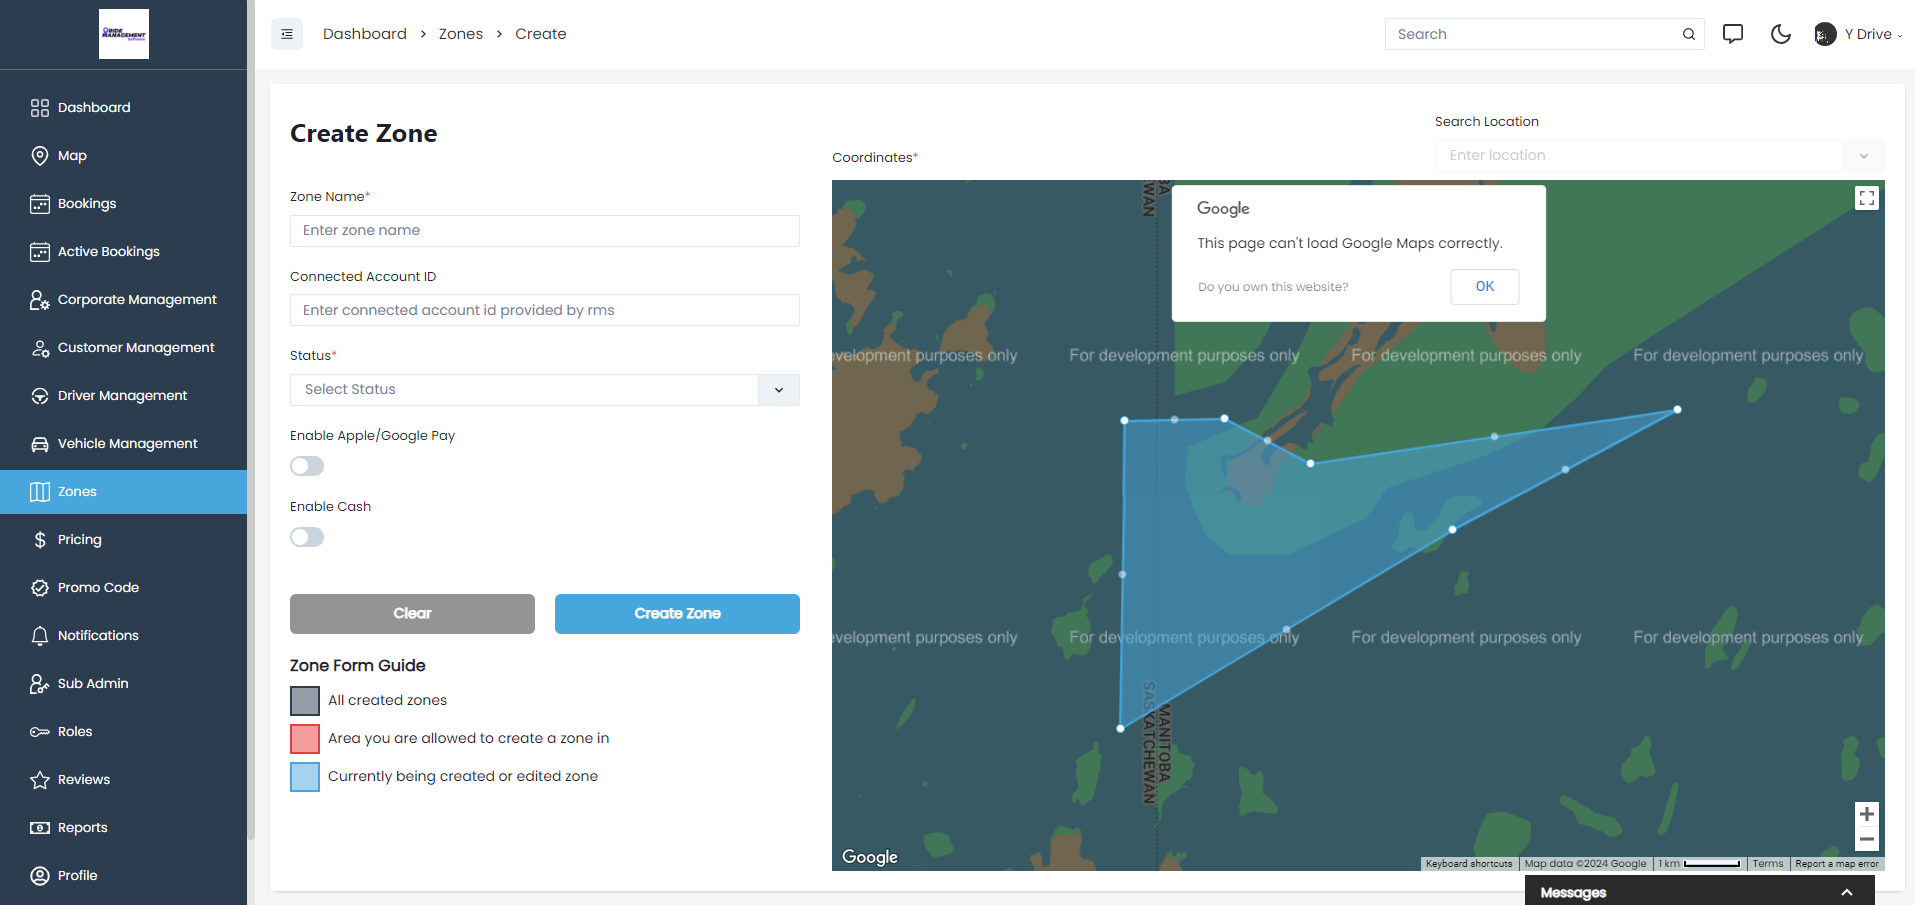 RIDE
MANAGEMENT
Software
Dashboard
Zones
Create
Search
Y Drive
Dashboard
Map
Bookings
Active Bookings
Corporate Management
Customer Management
Driver Management
Vehicle Management
Zones
Pricing
Promo Code
Notifications
Sub Admin
Roles
Reviews
Reports
Profile
Create Zone
Zone Name*
Enter zone name
Connected Account ID
Enter connected account id provided by rms
Status*
Select Status
Enable Apple/Google Pay
Enable Cash
Clear
Create Zone
Zone Form Guide
All created zones
Area you are allowed to create a zone in
Currently being created or edited zone
Search Location
Enter location
Coordinates*
BA
WAN
Google
This page can't load Google Maps correctly.
Do you own this website?
OK
evelopment purposes only
For development purposes only
For development purposes only
For development purposes only
evelopment purposes only
For development purposes only
For development purposes only
For development purposes only
SASKATCHEWAN
MANITOBA
Google
Keyboard shortcuts
Map data ©2024 Google
1 km
Terms
Report a map error
Messages